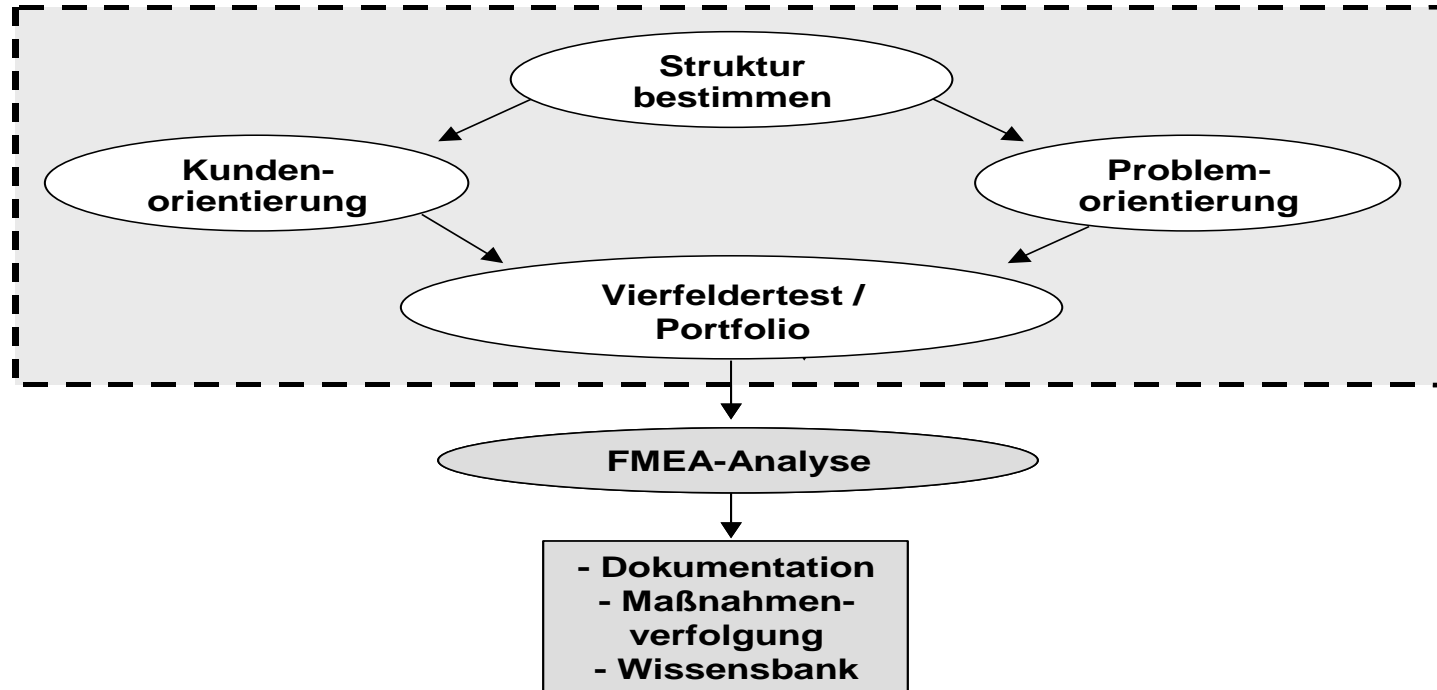 Struktur
bestimmen
Kunden-
orientierung
Problem-
orientierung
Vierfeldertest /
Portfolio
FMEA-Analyse
- Dokumentation
- Maßnahmen-
verfolgung
- Wissensbank